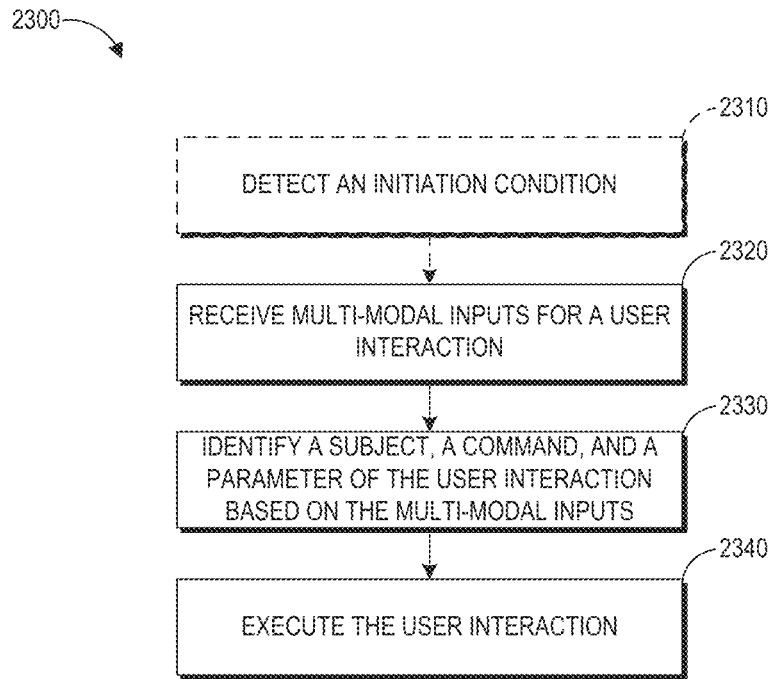 2300
2310
DETECT AN INITIATION CONDITION
2320
RECEIVE MULTI-MODAL INPUTS FOR A USER
INTERACTION
2330
IDENTIFY A SUBJECT, A COMMAND, AND A
PARAMETER OF THE USER INTERACTION
BASED ON THE MULTI-MODAL INPUTS
2340
EXECUTE THE USER INTERACTION